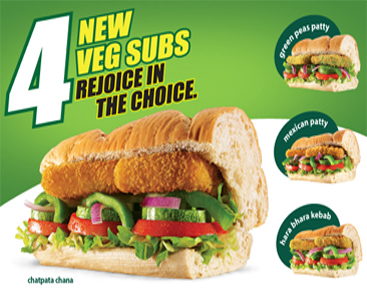 4 NEW
VEG SUBS
REJOICE IN
THE CHOICE.
green peas patty
mexican patty
hara bhara kebab
chatpata chana